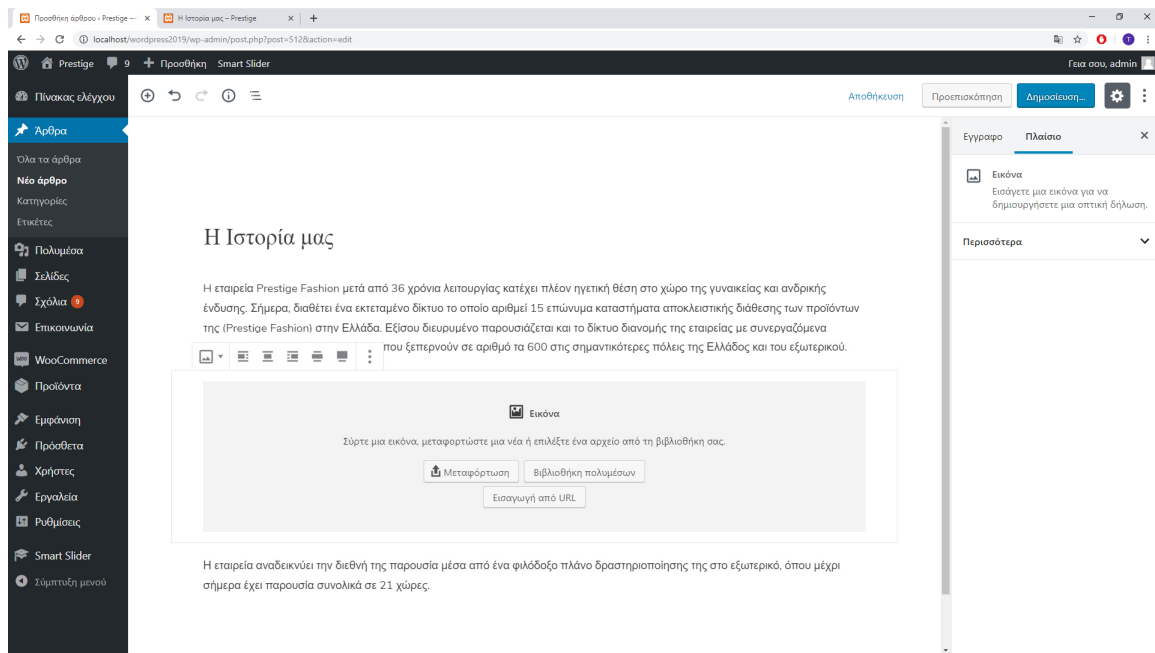 Προσθήκη άρθρου ‹ Prestige —
Η Ιστορία μας – Prestige
localhost/wordpress2019/wp-admin/post.php?post=512&action=edit
Prestige 9 Προσθήκη Smart Slider
Γεια σου, admin
Πίνακας ελέγχου
Αποθήκευση
Προεπισκόπηση
Δημοσίευση...
Άρθρα
Όλα τα άρθρα
Νέο άρθρο
Κατηγορίες
Ετικέτες
Πολυμέσα
Σελίδες
Σχόλια 9
Επικοινωνία
WooCommerce
Προϊόντα
Εμφάνιση
Πρόσθετα
Χρήστες
Εργαλεία
Ρυθμίσεις
Smart Slider
Σύμπτυξη μενού
Η Ιστορία μας
Η εταιρεία Prestige Fashion μετά από 36 χρόνια λειτουργίας κατέχει πλέον ηγετική θέση στο χώρο της γυναικείας και ανδρικής
ένδυσης. Σήμερα, διαθέτει ένα εκτεταμένο δίκτυο το οποίο αριθμεί 15 επώνυμα καταστήματα αποκλειστικής διάθεσης των προϊόντων
της (Prestige Fashion) στην Ελλάδα. Εξίσου διευρυμένο παρουσιάζεται και το δίκτυο διανομής της εταιρείας με συνεργαζόμενα
που ξεπερνούν σε αριθμό τα 600 στις σημαντικότερες πόλεις της Ελλάδος και του εξωτερικού.
Εικόνα
Σύρτε μια εικόνα, μεταφορτώστε μια νέα ή επιλέξτε ένα αρχείο από τη βιβλιοθήκη σας.
Μεταφόρτωση
Βιβλιοθήκη πολυμέσων
Εισαγωγή από URL
Η εταιρεία αναδεικνύει την διεθνή της παρουσία μέσα από ένα φιλόδοξο πλάνο δραστηριοποίησης της στο εξωτερικό, όπου μέχρι
σήμερα έχει παρουσία συνολικά σε 21 χώρες.
Εγγραφο
Πλαίσιο
Εικόνα
Εισάγετε μια εικόνα για να
δημιουργήσετε μια οπτική δήλωση.
Περισσότερα